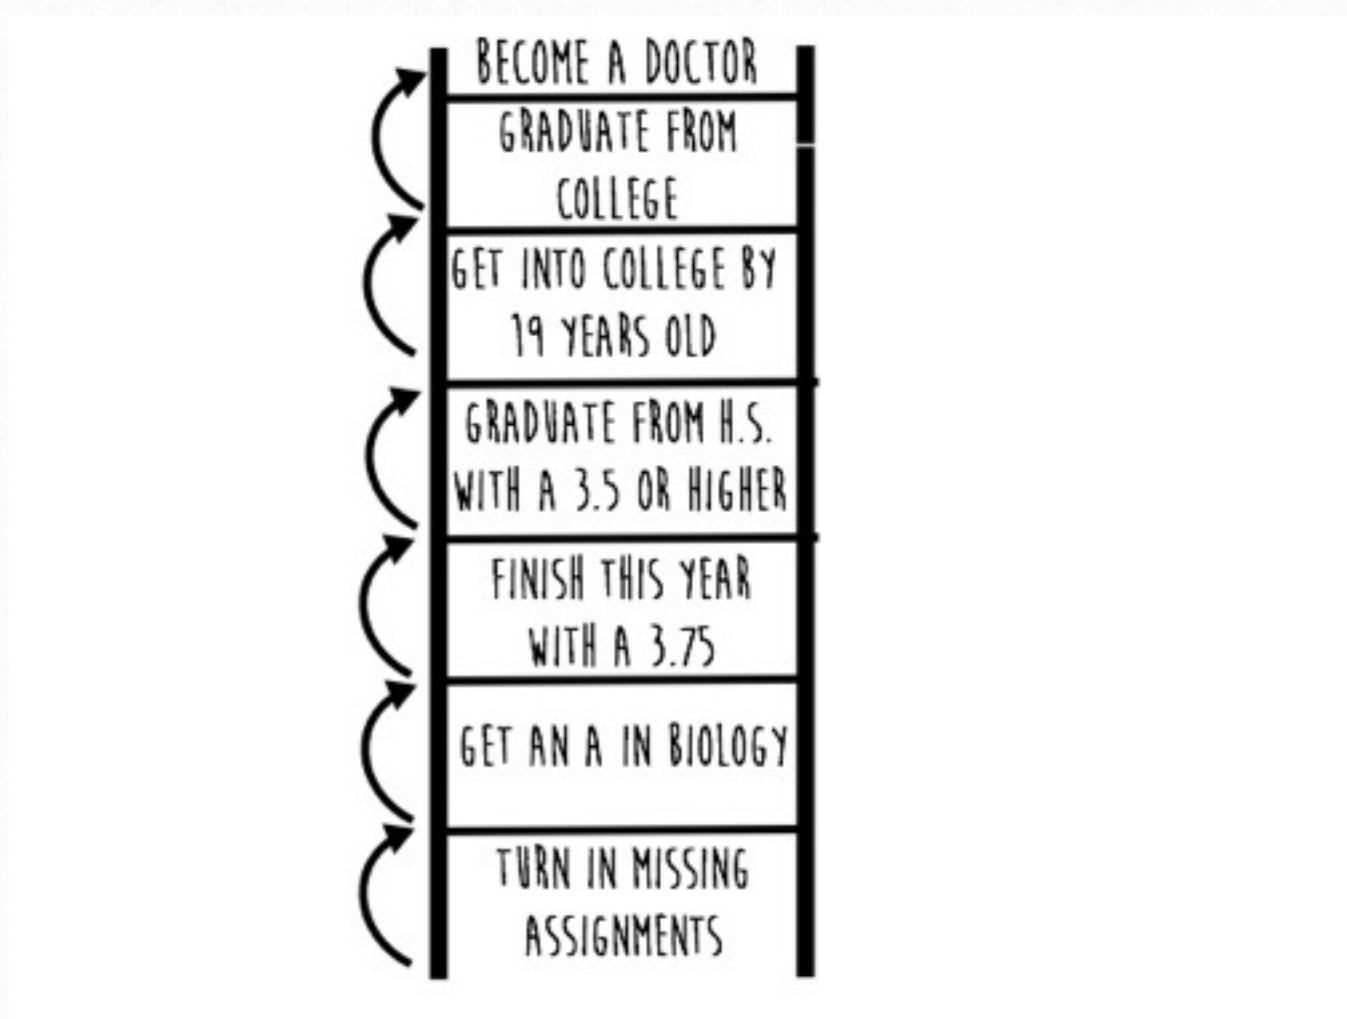 BECOME A DOCTOR
GRADUATE FROM
COLLEGE
GET INTO COLLEGE BY
19 YEARS OLD
GRADUATE FROM H.S.
WITH A 3.5 OR HIGHER
FINISH THIS YEAR
WITH A 3.75
GET AN A IN BIOLOGY
TURN IN MISSING
ASSIGNMENTS